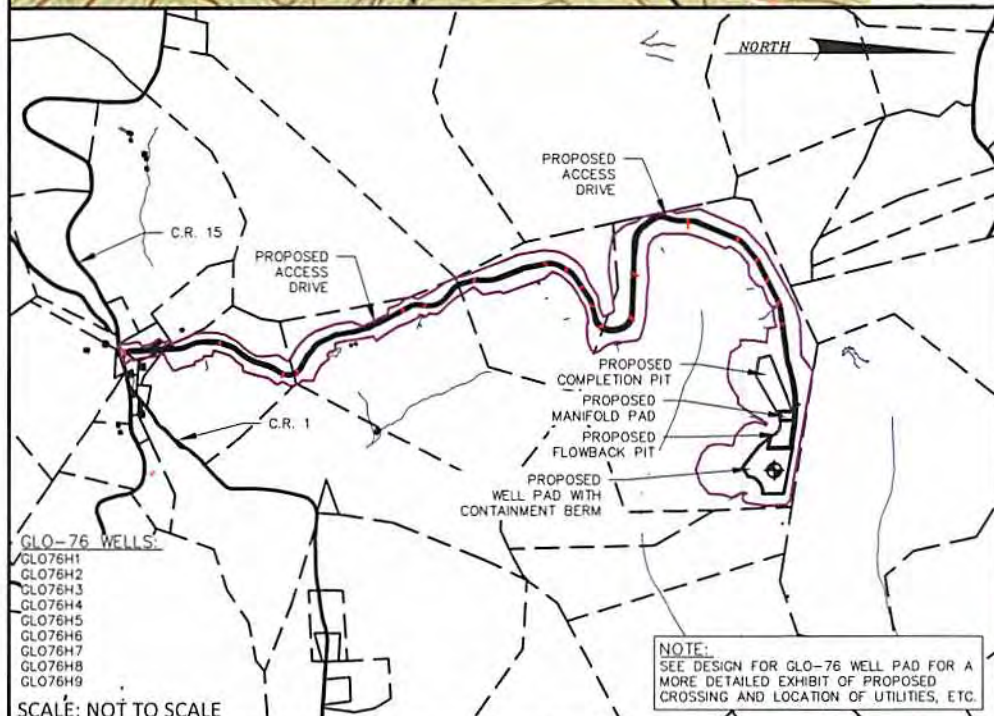 NORTH
PROPOSED
ACCESS
DRIVE
C.R. 15
PROPOSED
ACCESS
DRIVE
PROPOSED
COMPLETION PIT
PROPOSED
MANIFOLD PAD
PROPOSED
FLOWBACK PIT
C.R. 1
PROPOSED
WELL PAD WITH
CONTAINMENT BERM
GLO-76 WELLS:
GLO76H1
GLO76H2
GLO76H3
GLO76H4
GLO76H5
GLO76H6
GLO76H7
GLO76H8
GLO76H9
NOTE:
SEE DESIGN FOR GLO-76 WELL PAD FOR A
MORE DETAILED EXHIBIT OF PROPOSED
CROSSING AND LOCATION OF UTILITIES, ETC.
SCALE: NOT TO SCALE